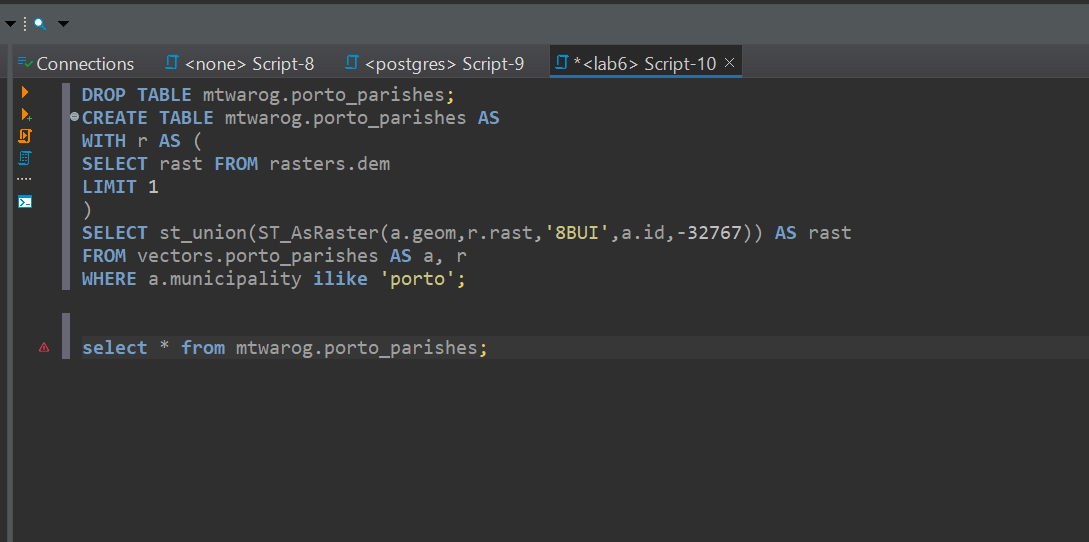 Connections
<none> Script-8
<postgres> Script-9
*<lab6> Script-10
DROP TABLE mtwarog.porto_parishes;
CREATE TABLE mtwarog.porto_parishes AS
WITH r AS (
SELECT rast FROM rasters.dem
LIMIT 1
)
SELECT st_union(ST_AsRaster(a.geom,r.rast,'8BUI',a.id,-32767)) AS rast
FROM vectors.porto_parishes AS a, r
WHERE a.municipality ilike 'porto';
select * from mtwarog.porto_parishes;